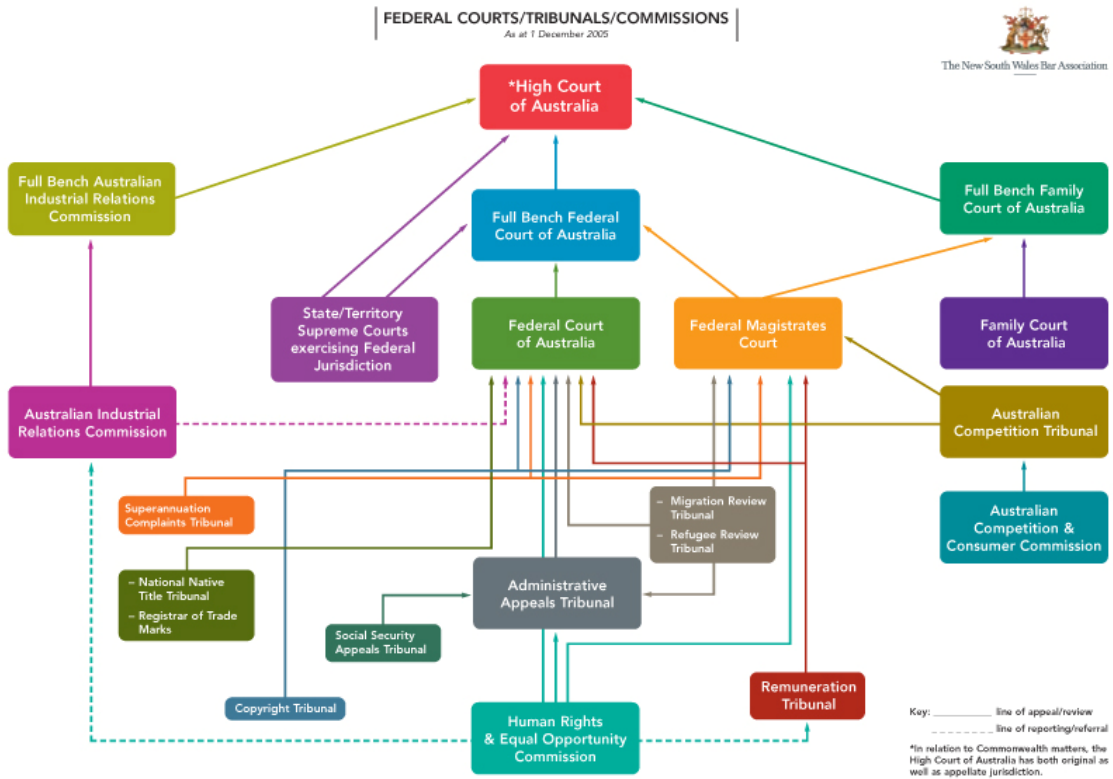 FEDERAL COURTS/TRIBUNALS/COMMISSIONS
As at 1 December 2005
The New South Wales Bar Association
*High Court
of Australia
Full Bench Australian
Industrial Relations
Commission
Full Bench Federal
Court of Australia
Full Bench Family
Court of Australia
State/Territory
Supreme Courts
exercising Federal
Jurisdiction
Federal Court
of Australia
Federal Magistrates
Court
Family Court
of Australia
Australian Industrial
Relations Commission
Australian
Competition Tribunal
Superannuation
Complaints Tribunal
– Migration Review
Tribunal
– Refugee Review
Tribunal
Australian
Competition &
Consumer Commission
– National Native
Title Tribunal
– Registrar of Trade
Marks
Administrative
Appeals Tribunal
Social Security
Appeals Tribunal
Copyright Tribunal
Human Rights
& Equal Opportunity
Commission
Remuneration
Tribunal
Key: __________ line of appeal/review
_ _ _ _ _ _ _ _ line of reporting/referral
*In relation to Commonwealth matters, the
High Court of Australia has both original as
well as appellate jurisdiction.